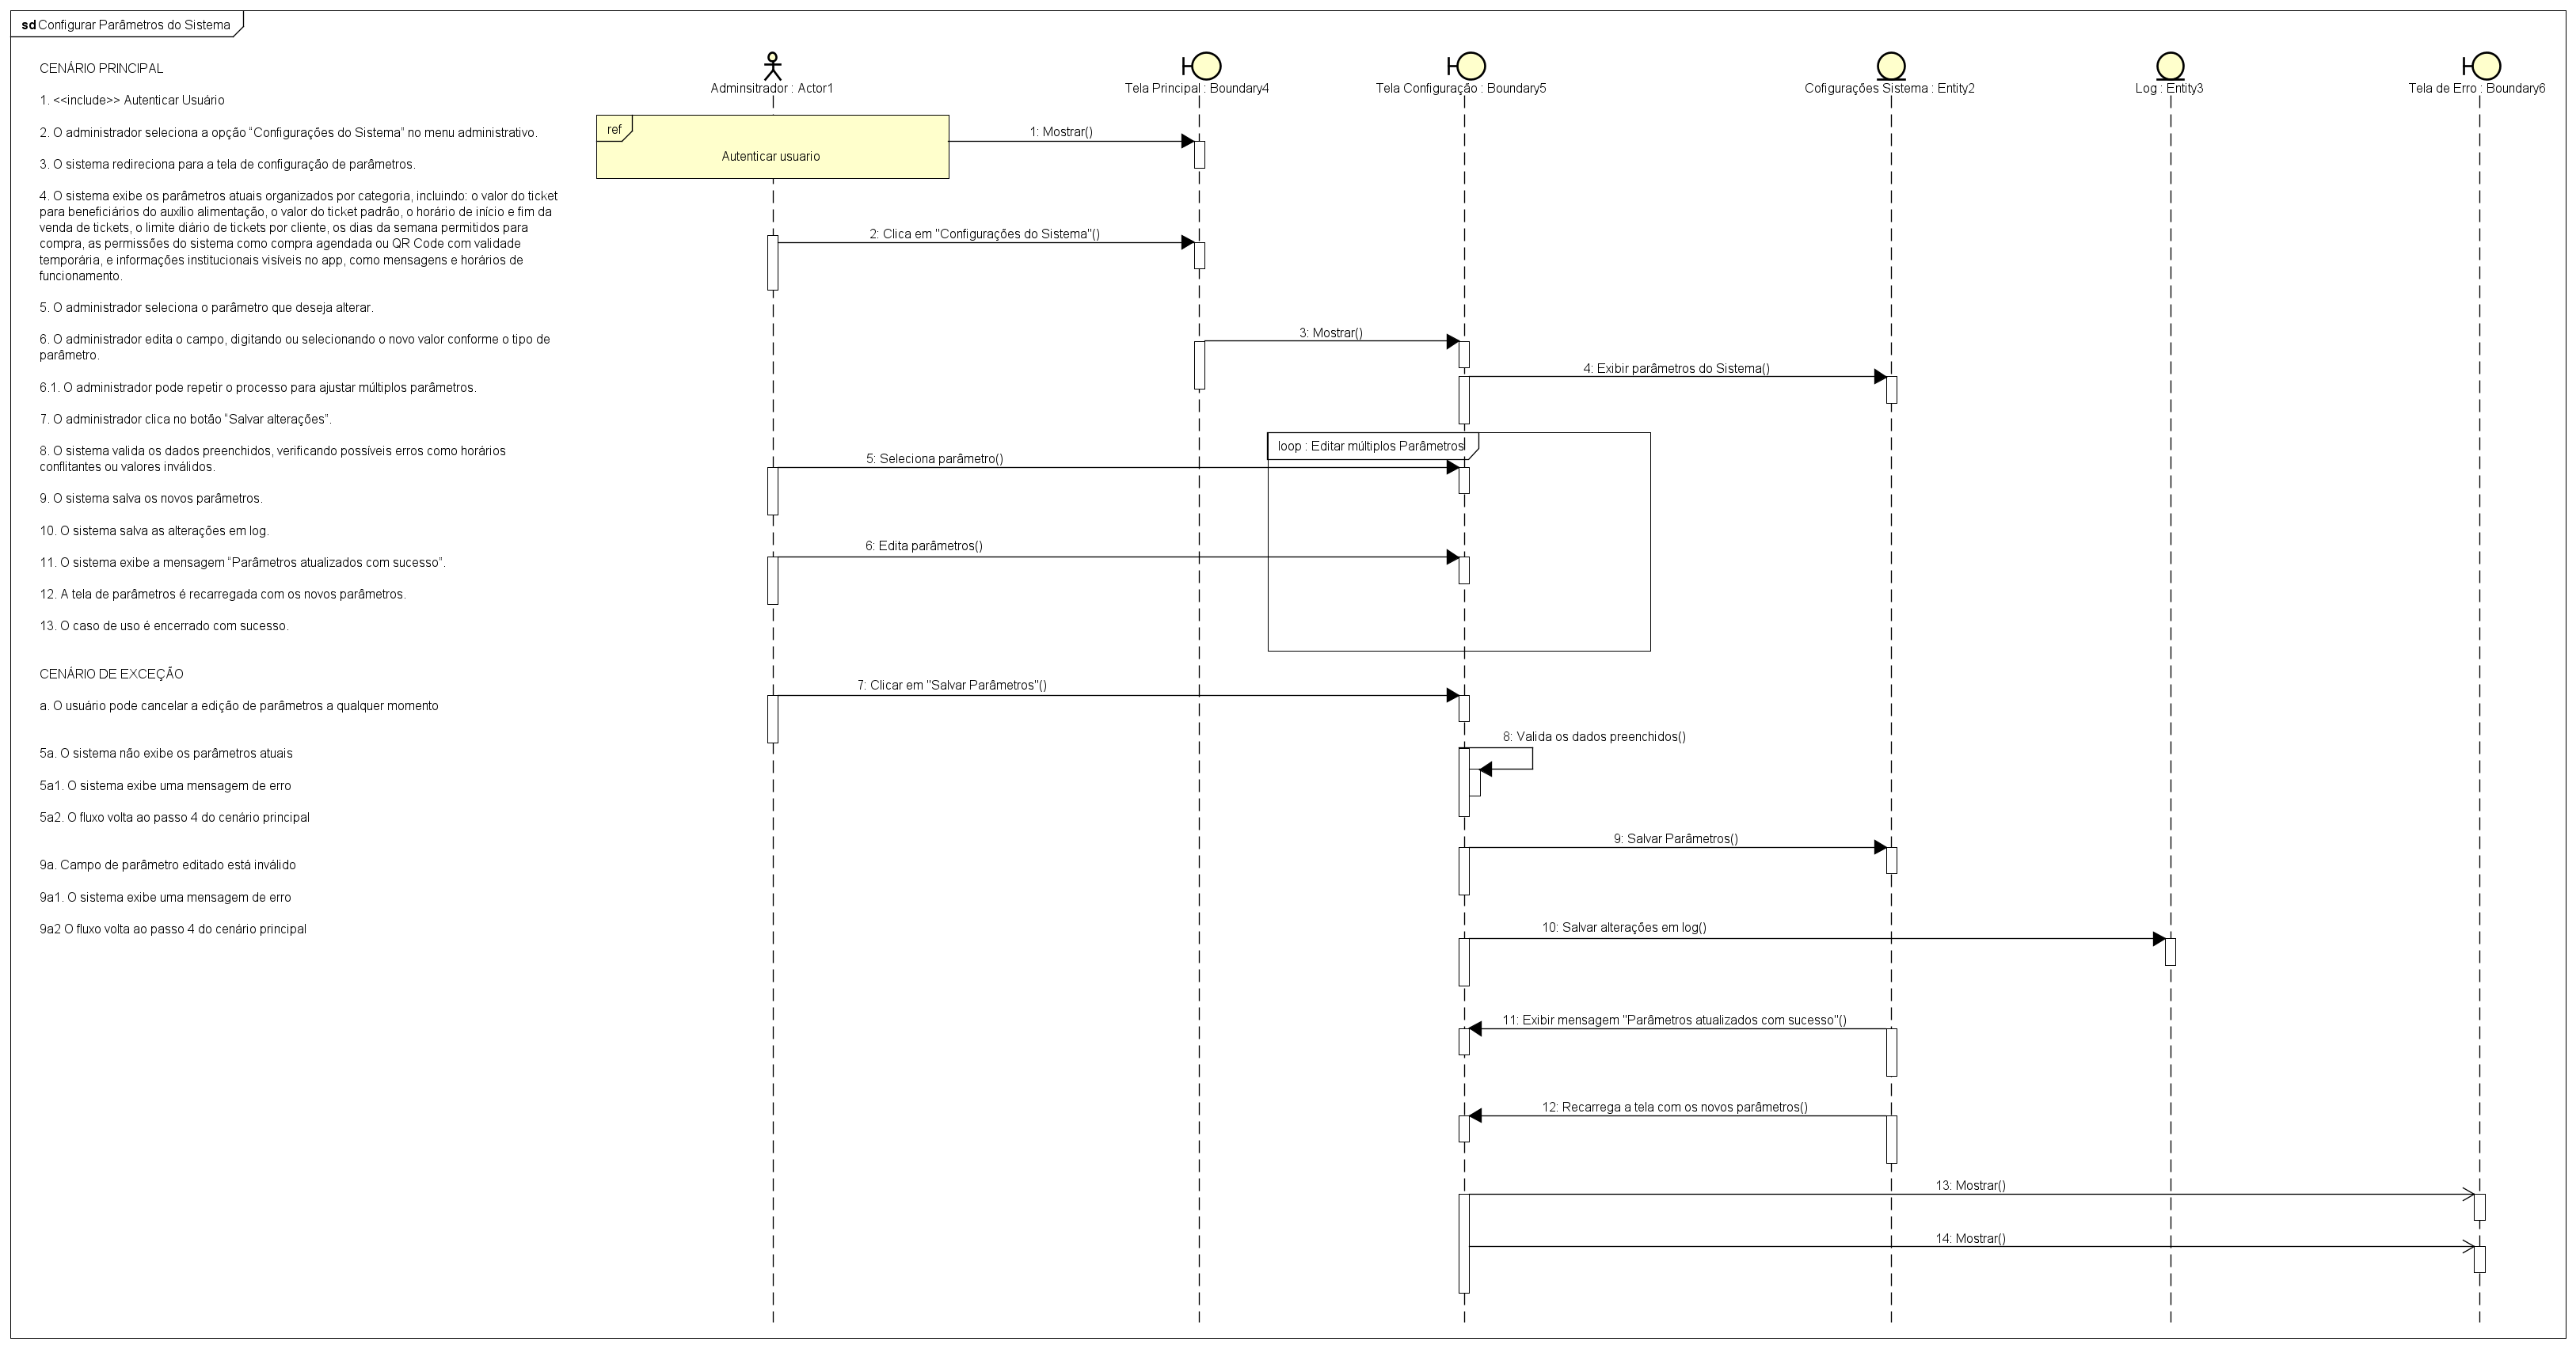 sd Configurar Parâmetros do Sistema
CENÁRIO PRINCIPAL
1. <<include>> Autenticar Usuário
2. O administrador seleciona a opção “Configurações do Sistema” no menu administrativo.
3. O sistema redireciona para a tela de configuração de parâmetros.
4. O sistema exibe os parâmetros atuais organizados por categoria, incluindo: o valor do ticket
para beneficiários do auxílio alimentação, o valor do ticket padrão, o horário de início e fim da
venda de tickets, o limite diário de tickets por cliente, os dias da semana permitidos para
compra, as permissões do sistema como compra agendada ou QR Code com validade
temporária, e informações institucionais visíveis no app, como mensagens e horários de
funcionamento.
5. O administrador seleciona o parâmetro que deseja alterar.
6. O administrador edita o campo, digitando ou selecionando o novo valor conforme o tipo de
parâmetro.
6.1. O administrador pode repetir o processo para ajustar múltiplos parâmetros.
7. O administrador clica no botão “Salvar alterações”.
8. O sistema valida os dados preenchidos, verificando possíveis erros como horários
conflitantes ou valores inválidos.
9. O sistema salva os novos parâmetros.
10. O sistema salva as alterações em log.
11. O sistema exibe a mensagem “Parâmetros atualizados com sucesso”.
12. A tela de parâmetros é recarregada com os novos parâmetros.
13. O caso de uso é encerrado com sucesso.
CENÁRIO DE EXCEÇÃO
a. O usuário pode cancelar a edição de parâmetros a qualquer momento
5a. O sistema não exibe os parâmetros atuais
5a1. O sistema exibe uma mensagem de erro
5a2. O fluxo volta ao passo 4 do cenário principal
9a. Campo de parâmetro editado está inválido
9a1. O sistema exibe uma mensagem de erro
9a2 O fluxo volta ao passo 4 do cenário principal
Adminsitrador : Actor1
Tela Principal : Boundary4
Tela Configuração : Boundary5
Cofigurações Sistema : Entity2
Log : Entity3
Tela de Erro : Boundary6
ref
Autenticar usuario
1: Mostrar()
2: Clica em "Configurações do Sistema"()
3: Mostrar()
4: Exibir parâmetros do Sistema()
loop : Editar múltiplos Parâmetros
5: Seleciona parâmetro()
6: Edita parâmetros()
7: Clicar em "Salvar Parâmetros"()
8: Valida os dados preenchidos()
9: Salvar Parâmetros()
10: Salvar alterações em log()
11: Exibir mensagem "Parâmetros atualizados com sucesso"()
12: Recarrega a tela com os novos parâmetros()
13: Mostrar()
14: Mostrar()